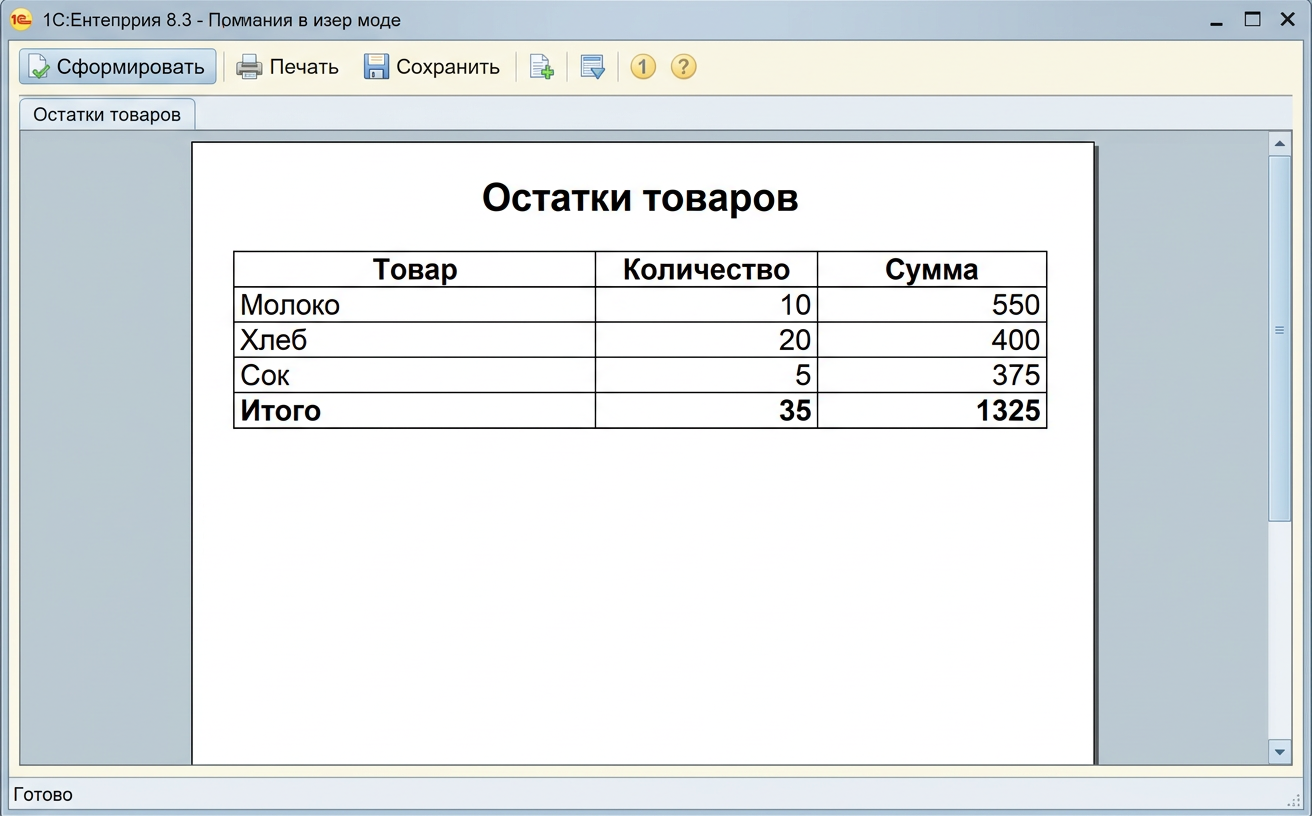 1С:Ентепррия 8.3 - Поммания в изер моде
Сформировать Печать Сохранить 1 ?
Остатки товаров
Остатки товаров
Товар Количество Сумма
Молоко 10 550
Хлеб 20 400
Сок 5 375
Итого 35 1325
Готово